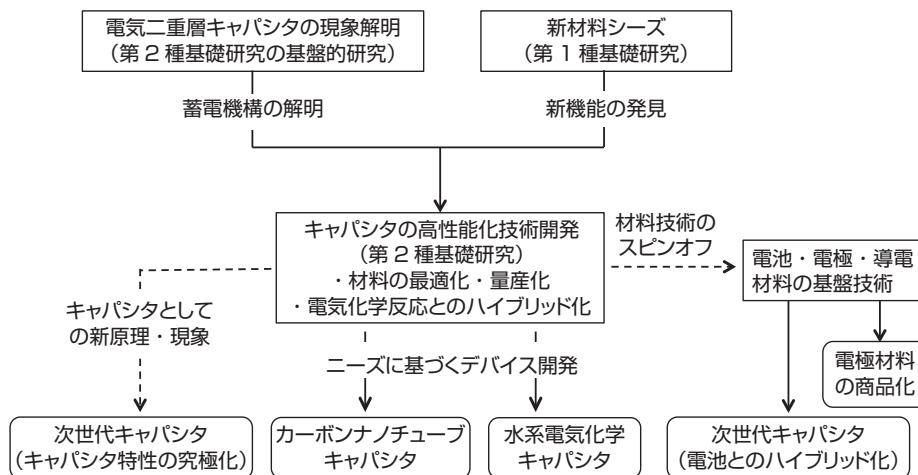 電気二重層キャパシタの現象解明
（第２種基礎研究の基盤的研究）
新材料シーズ
（第１種基礎研究）
蓄電機構の解明
新機能の発見
キャパシタの高性能化技術開発
（第２種基礎研究）
・材料の最適化・量産化
・電気化学反応とのハイブリッド化
材料技術の
スピンオフ
電池・電極・導電
材料の基盤技術
キャパシタとして
の新原理・現象
ニーズに基づくデバイス開発
電極材料
の商品化
次世代キャパシタ
（キャパシタ特性の究極化）
カーボンナノチューブ
キャパシタ
水系電気化学
キャパシタ
次世代キャパシタ
（電池とのハイブリッド化）